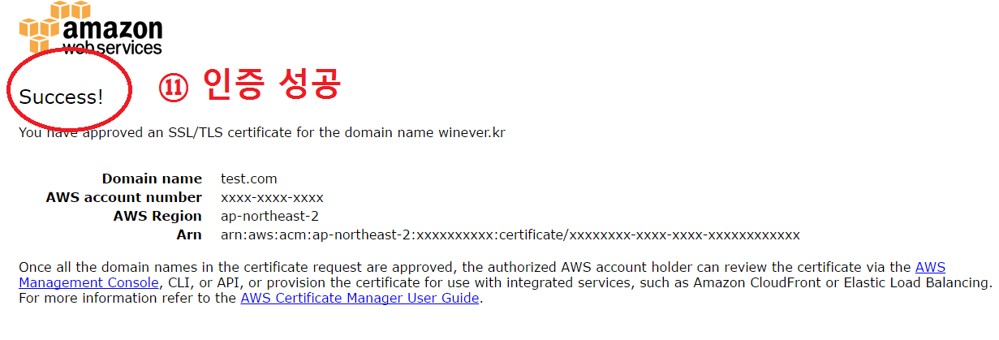 amazon
webservices
Success!
⑪ 인증 성공
You have approved an SSL/TLS certificate for the domain name winever.kr
Domain name test.com
AWS account number xxxx-xxxx-xxxx
AWS Region ap-northeast-2
Arn arn:aws:acm:ap-northeast-2:xxxxxxxxxx:certificate/xxxxxxxx-xxxx-xxxx-xxxxxxxxxxxx
Once all the domain names in the certificate request are approved, the authorized AWS account holder can review the certificate via the AWS
Management Console, CLI, or API, or provision the certificate for use with integrated services, such as Amazon CloudFront or Elastic Load Balancing.
For more information refer to the AWS Certificate Manager User Guide.